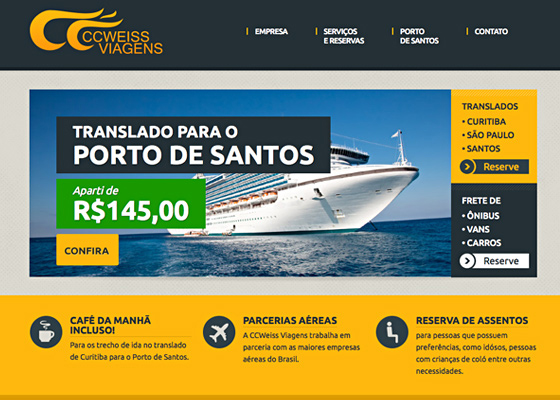 CCWEISS
VIAGENS
EMPRESA
SERVIÇOS
E RESERVAS
PORTO
DE SANTOS
CONTATO
TRANSLADO PARA O
PORTO DE SANTOS
Aparti de
R$145,00
CONFIRA
TRANSLADOS
• CURITIBA
• SÃO PAULO
• SANTOS
Reserve
FRETE DE
• ÔNIBUS
• VANS
• CARROS
Reserve
CAFÉ DA MANHÃ
INCLUSO!
Para os trecho de ida no translado
de Curitiba para o Porto de Santos.
PARCERIAS AÉREAS
A CCWeiss Viagens trabalha em
parceria com as maiores empresas
aéreas do Brasil.
RESERVA DE ASSENTOS
para pessoas que possuem
preferências, como idósos, pessoas
com crianças de coló entre outras
necessidades.